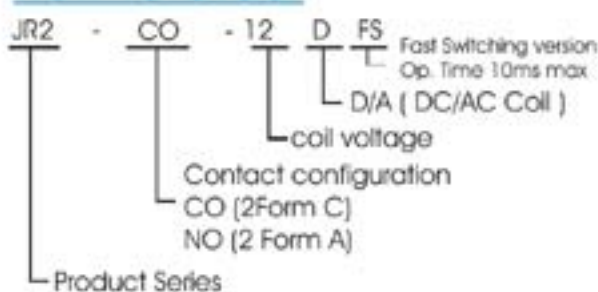 JR2 - CO - 12 D FS
Fast Switching version
Op. Time 10ms max
D/A ( DC/AC Coil )
coil voltage
Contact configuration
CO (2Form C)
NO (2 Form A)
Product Series